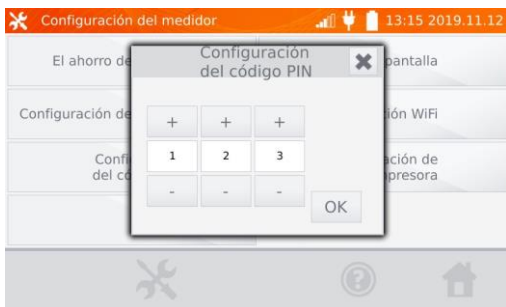 Configuración del medidor 13:15 2019.11.12
El ahorro de
pantalla
Configuración
del código PIN
Configuración de
ión WiFi
+ + +
1 2 3
- - -
Confi
del có
ación de
presora
OK
?